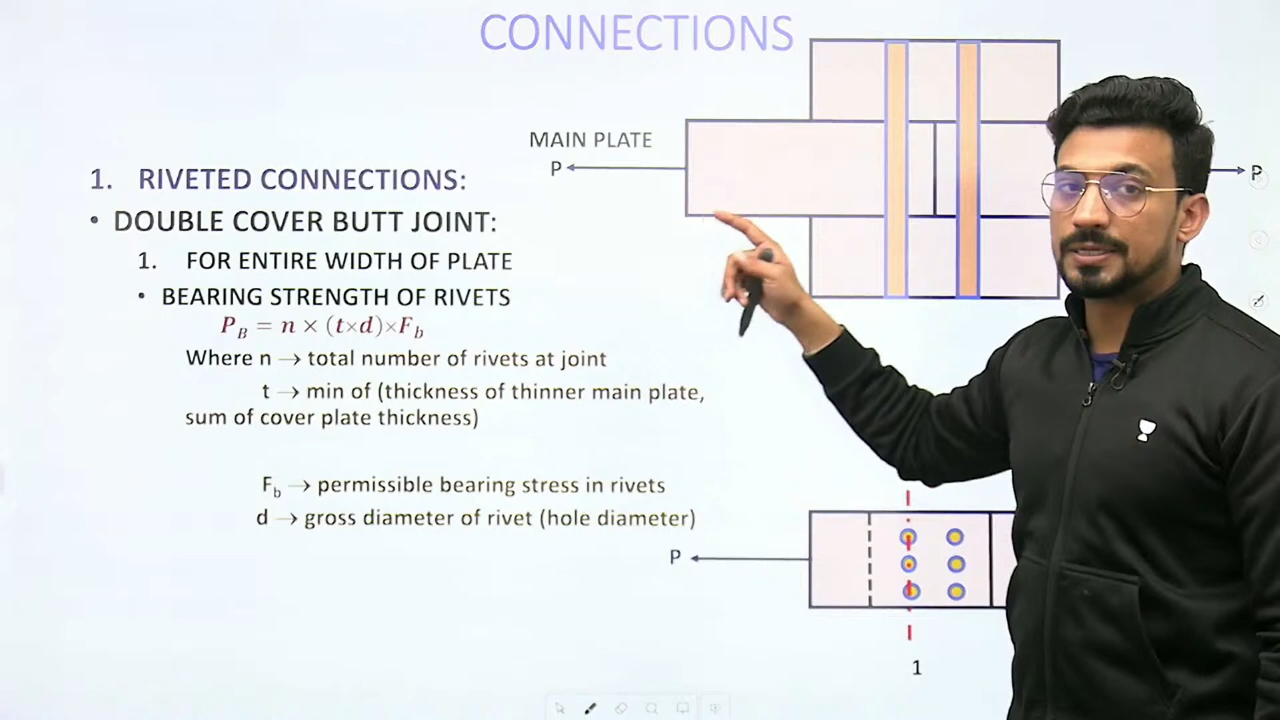 CONNECTIONS
MAIN PLATE
P
P
1. RIVETED CONNECTIONS:
• DOUBLE COVER BUTT JOINT:
1. FOR ENTIRE WIDTH OF PLATE
• BEARING STRENGTH OF RIVETS
P_B = n × (t×d)×F_b
Where n → total number of rivets at joint
t → min of (thickness of thinner main plate,
sum of cover plate thickness)
F_b → permissible bearing stress in rivets
d → gross diameter of rivet (hole diameter)
P
1